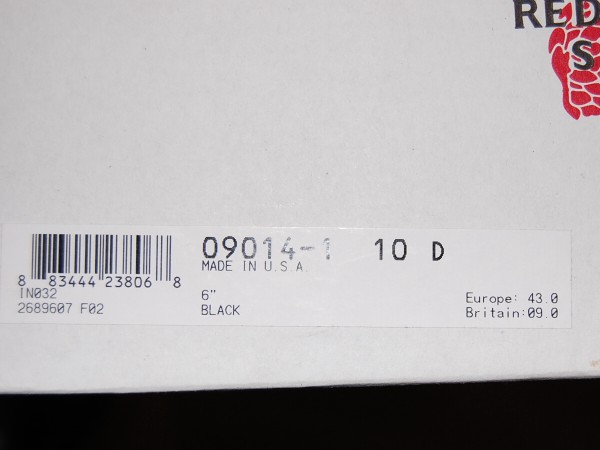 RED
S
09014-1 10 D
MADE IN U.S.A.
8 83444 23806 8
IN032
2689607 F02
6"
BLACK
Europe: 43.0
Britain:09.0